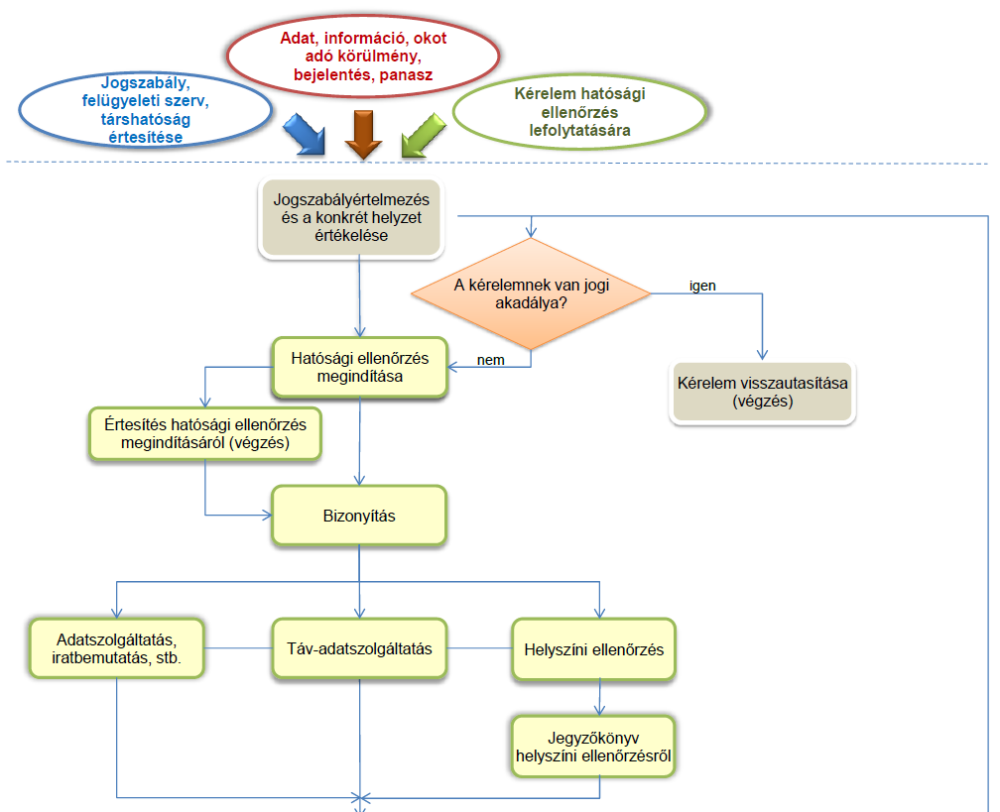 Adat, információ, okot
adó körülmény,
bejelentés, panasz
Jogszabály,
felügyeleti szerv,
társhatóság
értesítése
Kérelem hatósági
ellenőrzés
lefolytatására
Jogszabályértelmezés
és a konkrét helyzet
értékelése
A kérelemnek van jogi
akadálya?
igen
nem
Hatósági ellenőrzés
megindítása
Kérelem visszautasítása
(végzés)
Értesítés hatósági ellenőrzés
megindításáról (végzés)
Bizonyítás
Adatszolgáltatás,
iratbemutatás, stb.
Táv-adatszolgáltatás
Helyszíni ellenőrzés
Jegyzőkönyv
helyszíni ellenőrzésről